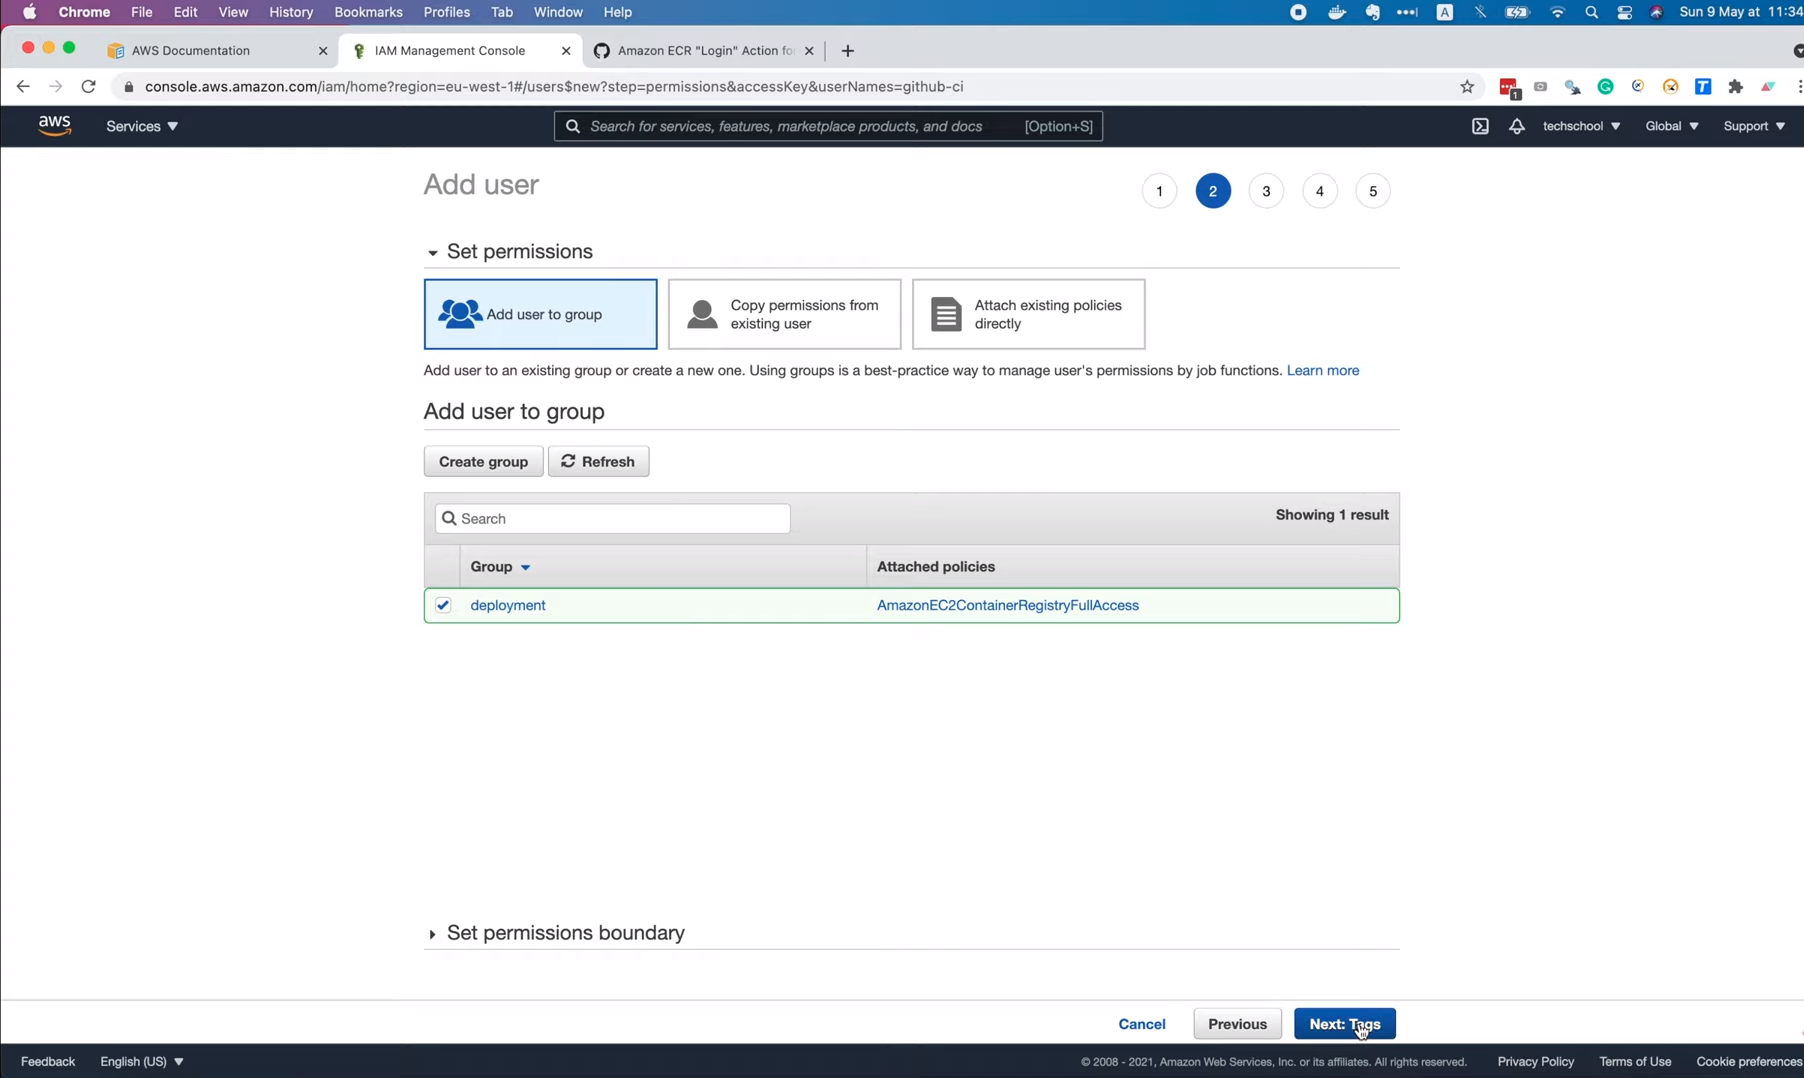 Chrome File Edit View History Bookmarks Profiles Tab Window Help A Sun 9 May at 11:34
AWS Documentation IAM Management Console Amazon ECR "Login" Action fo
console.aws.amazon.com/iam/home?region=eu-west-1#/users$new?step=permissions&accessKey&userNames=github-ci 1 T
aws Services Search for services, features, marketplace products, and docs [Option+S] techschool Global Support
Add user 1 2 3 4 5
Set permissions
Add user to group
Copy permissions from
existing user
Attach existing policies
directly
Add user to an existing group or create a new one. Using groups is a best-practice way to manage user's permissions by job functions. Learn more
Add user to group
Create group Refresh
Search Showing 1 result
Group Attached policies
deployment AmazonEC2ContainerRegistryFullAccess
Set permissions boundary
Cancel Previous Next: Tags
Feedback English (US) © 2008 - 2021, Amazon Web Services, Inc. or its affiliates. All rights reserved. Privacy Policy Terms of Use Cookie preferences